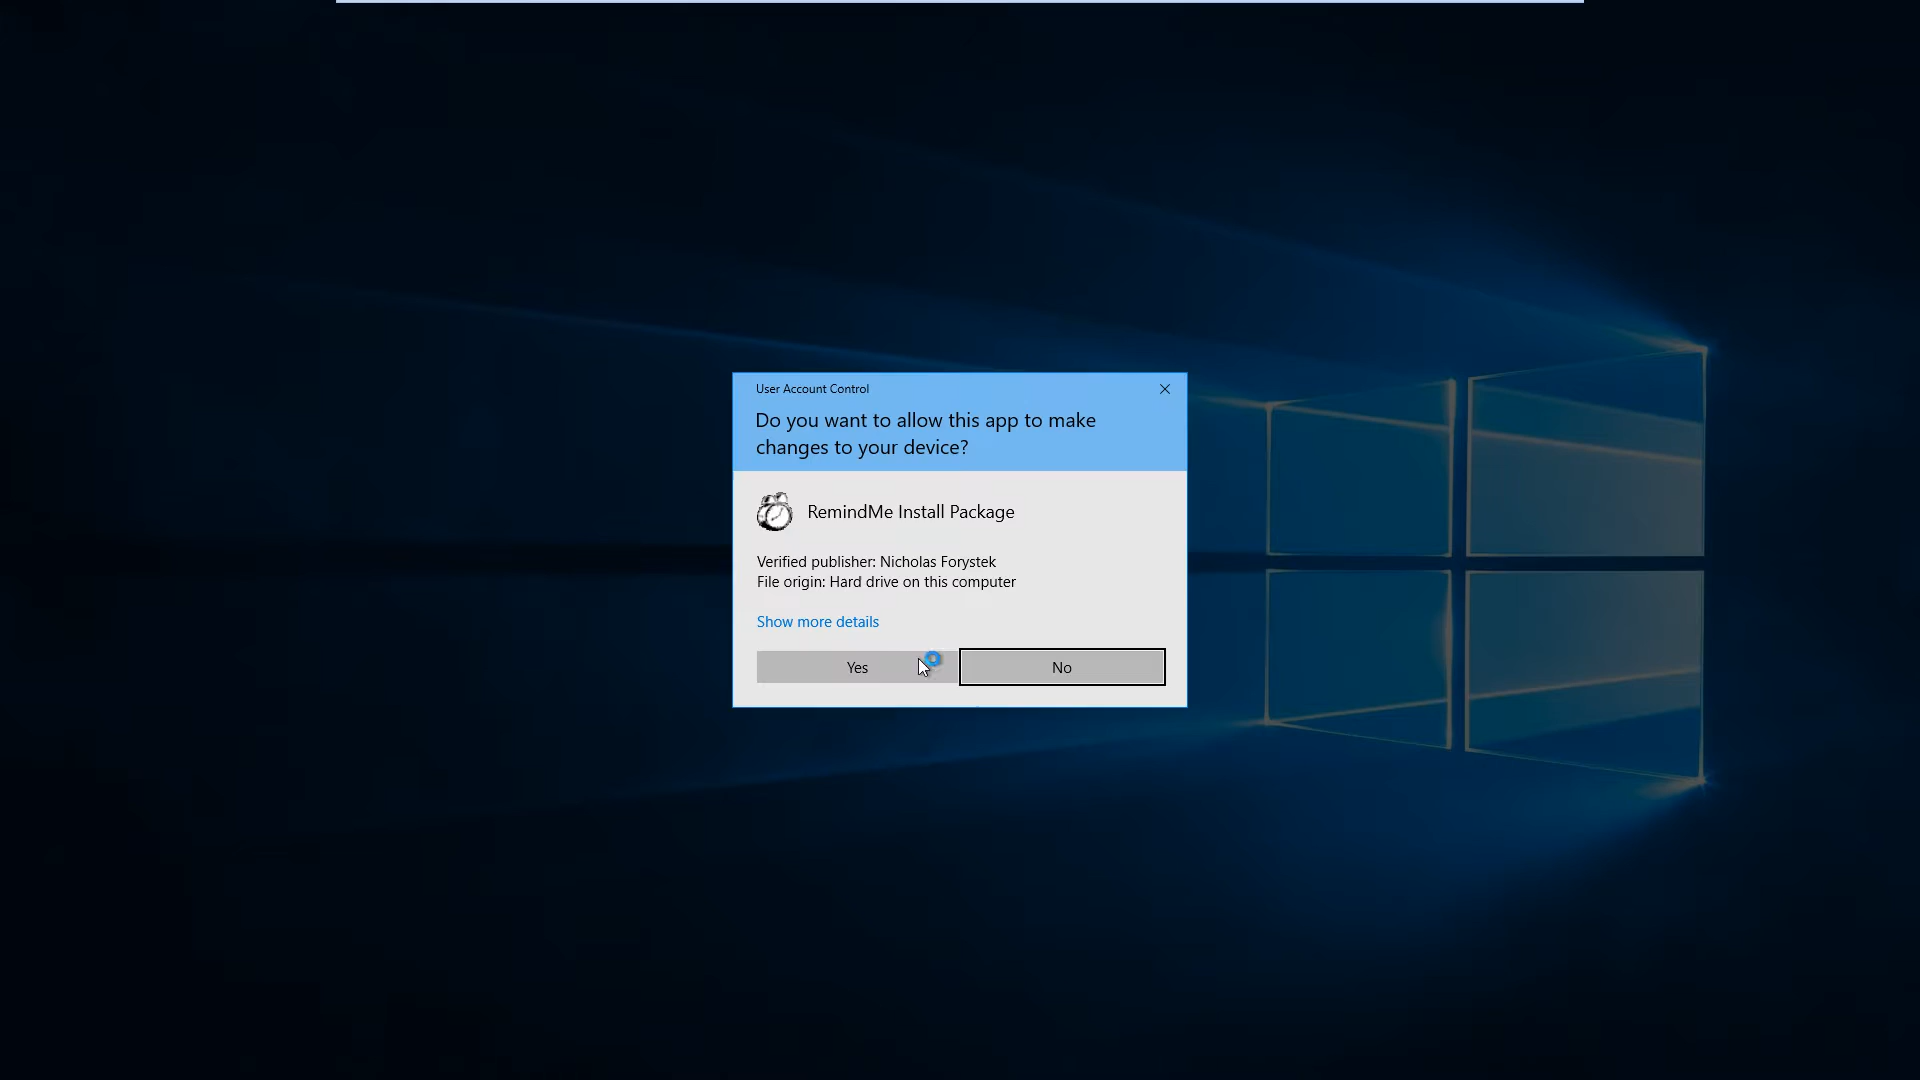 User Account Control
Do you want to allow this app to make
changes to your device?
RemindMe Install Package
Verified publisher: Nicholas Forystek
File origin: Hard drive on this computer
Show more details
Yes
No